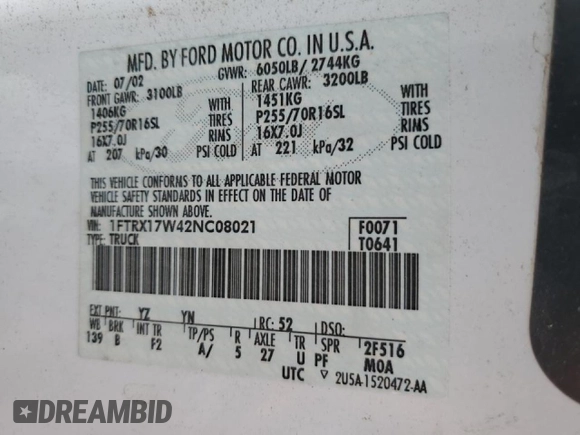 MFD. BY FORD MOTOR CO. IN U.S.A.
DATE: 07/02 GVWR: 6050LB/ 2744KG
FRONT GAWR: 3100LB REAR GAWR: 3200LB
1406KG WITH 1451KG WITH
P255/70R16SL TIRES P255/70R16SL TIRES
16X7.0J RIMS 16X7.0J RIMS
AT 207 kPa/30 PSI COLD AT 221 kPa/32 PSI COLD
THIS VEHICLE CONFORMS TO ALL APPLICABLE FEDERAL MOTOR
VEHICLE SAFETY STANDARDS IN EFFECT ON THE DATE OF
MANUFACTURE SHOWN ABOVE.
VIN: 1FTRX17W42NC08021 F0071
TYPE: TRUCK T0641
EXT PNT: YZ YN RC: 52 DSO:
WB BRK INT TR TP/PS R AXLE TR SPR 2F516
139 B F2 A/ 5 27 U PF MOA
UTC ▽ 2U5A-1520472-AA
DREAMBID